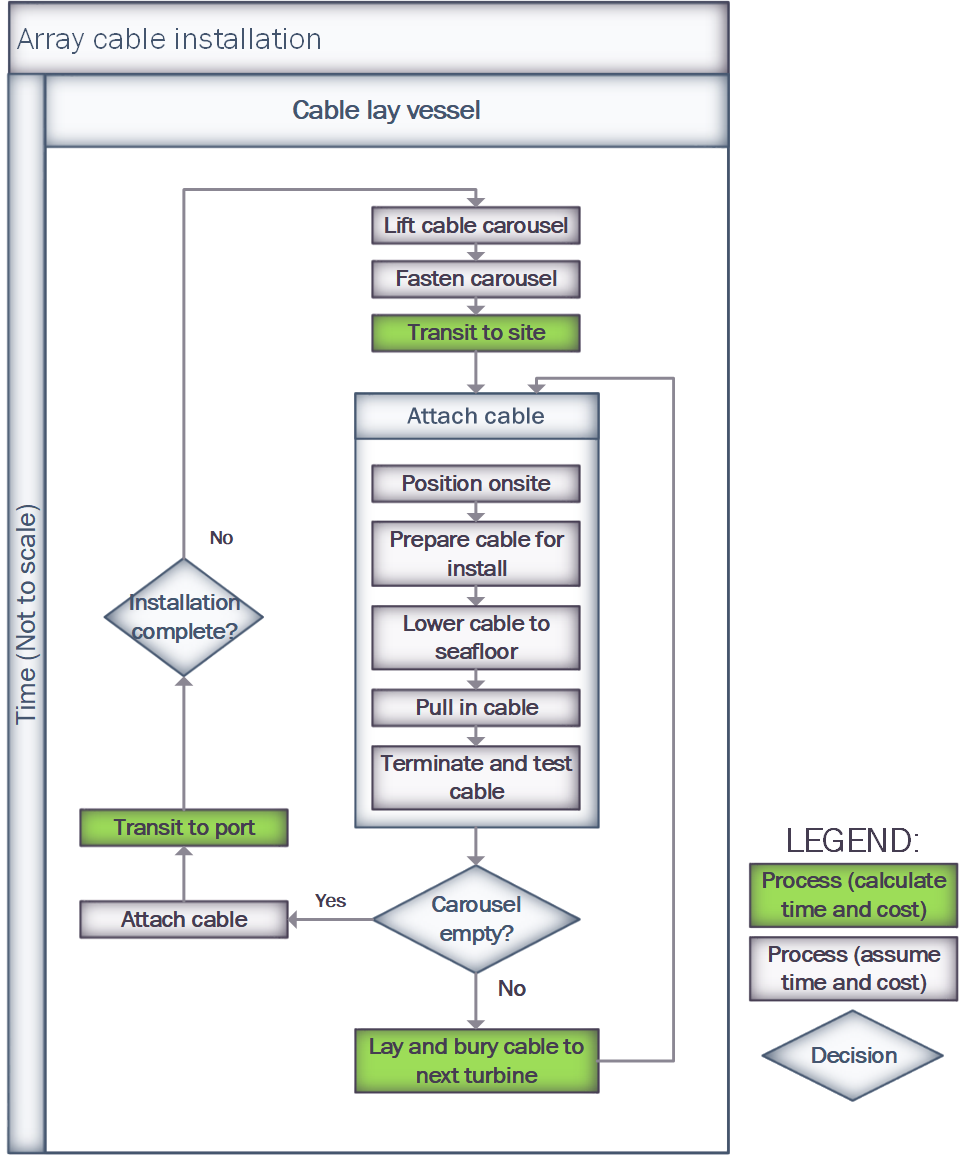 Array cable installation
Cable lay vessel
Time (Not to scale)
Lift cable carousel
Fasten carousel
Transit to site
Attach cable
Position onsite
Prepare cable for
install
Lower cable to
seafloor
Pull in cable
Terminate and test
cable
Carousel
empty?
No
Lay and bury cable to
next turbine
Yes
Attach cable
Transit to port
Installation
complete?
No
LEGEND:
Process (calculate
time and cost)
Process (assume
time and cost)
Decision